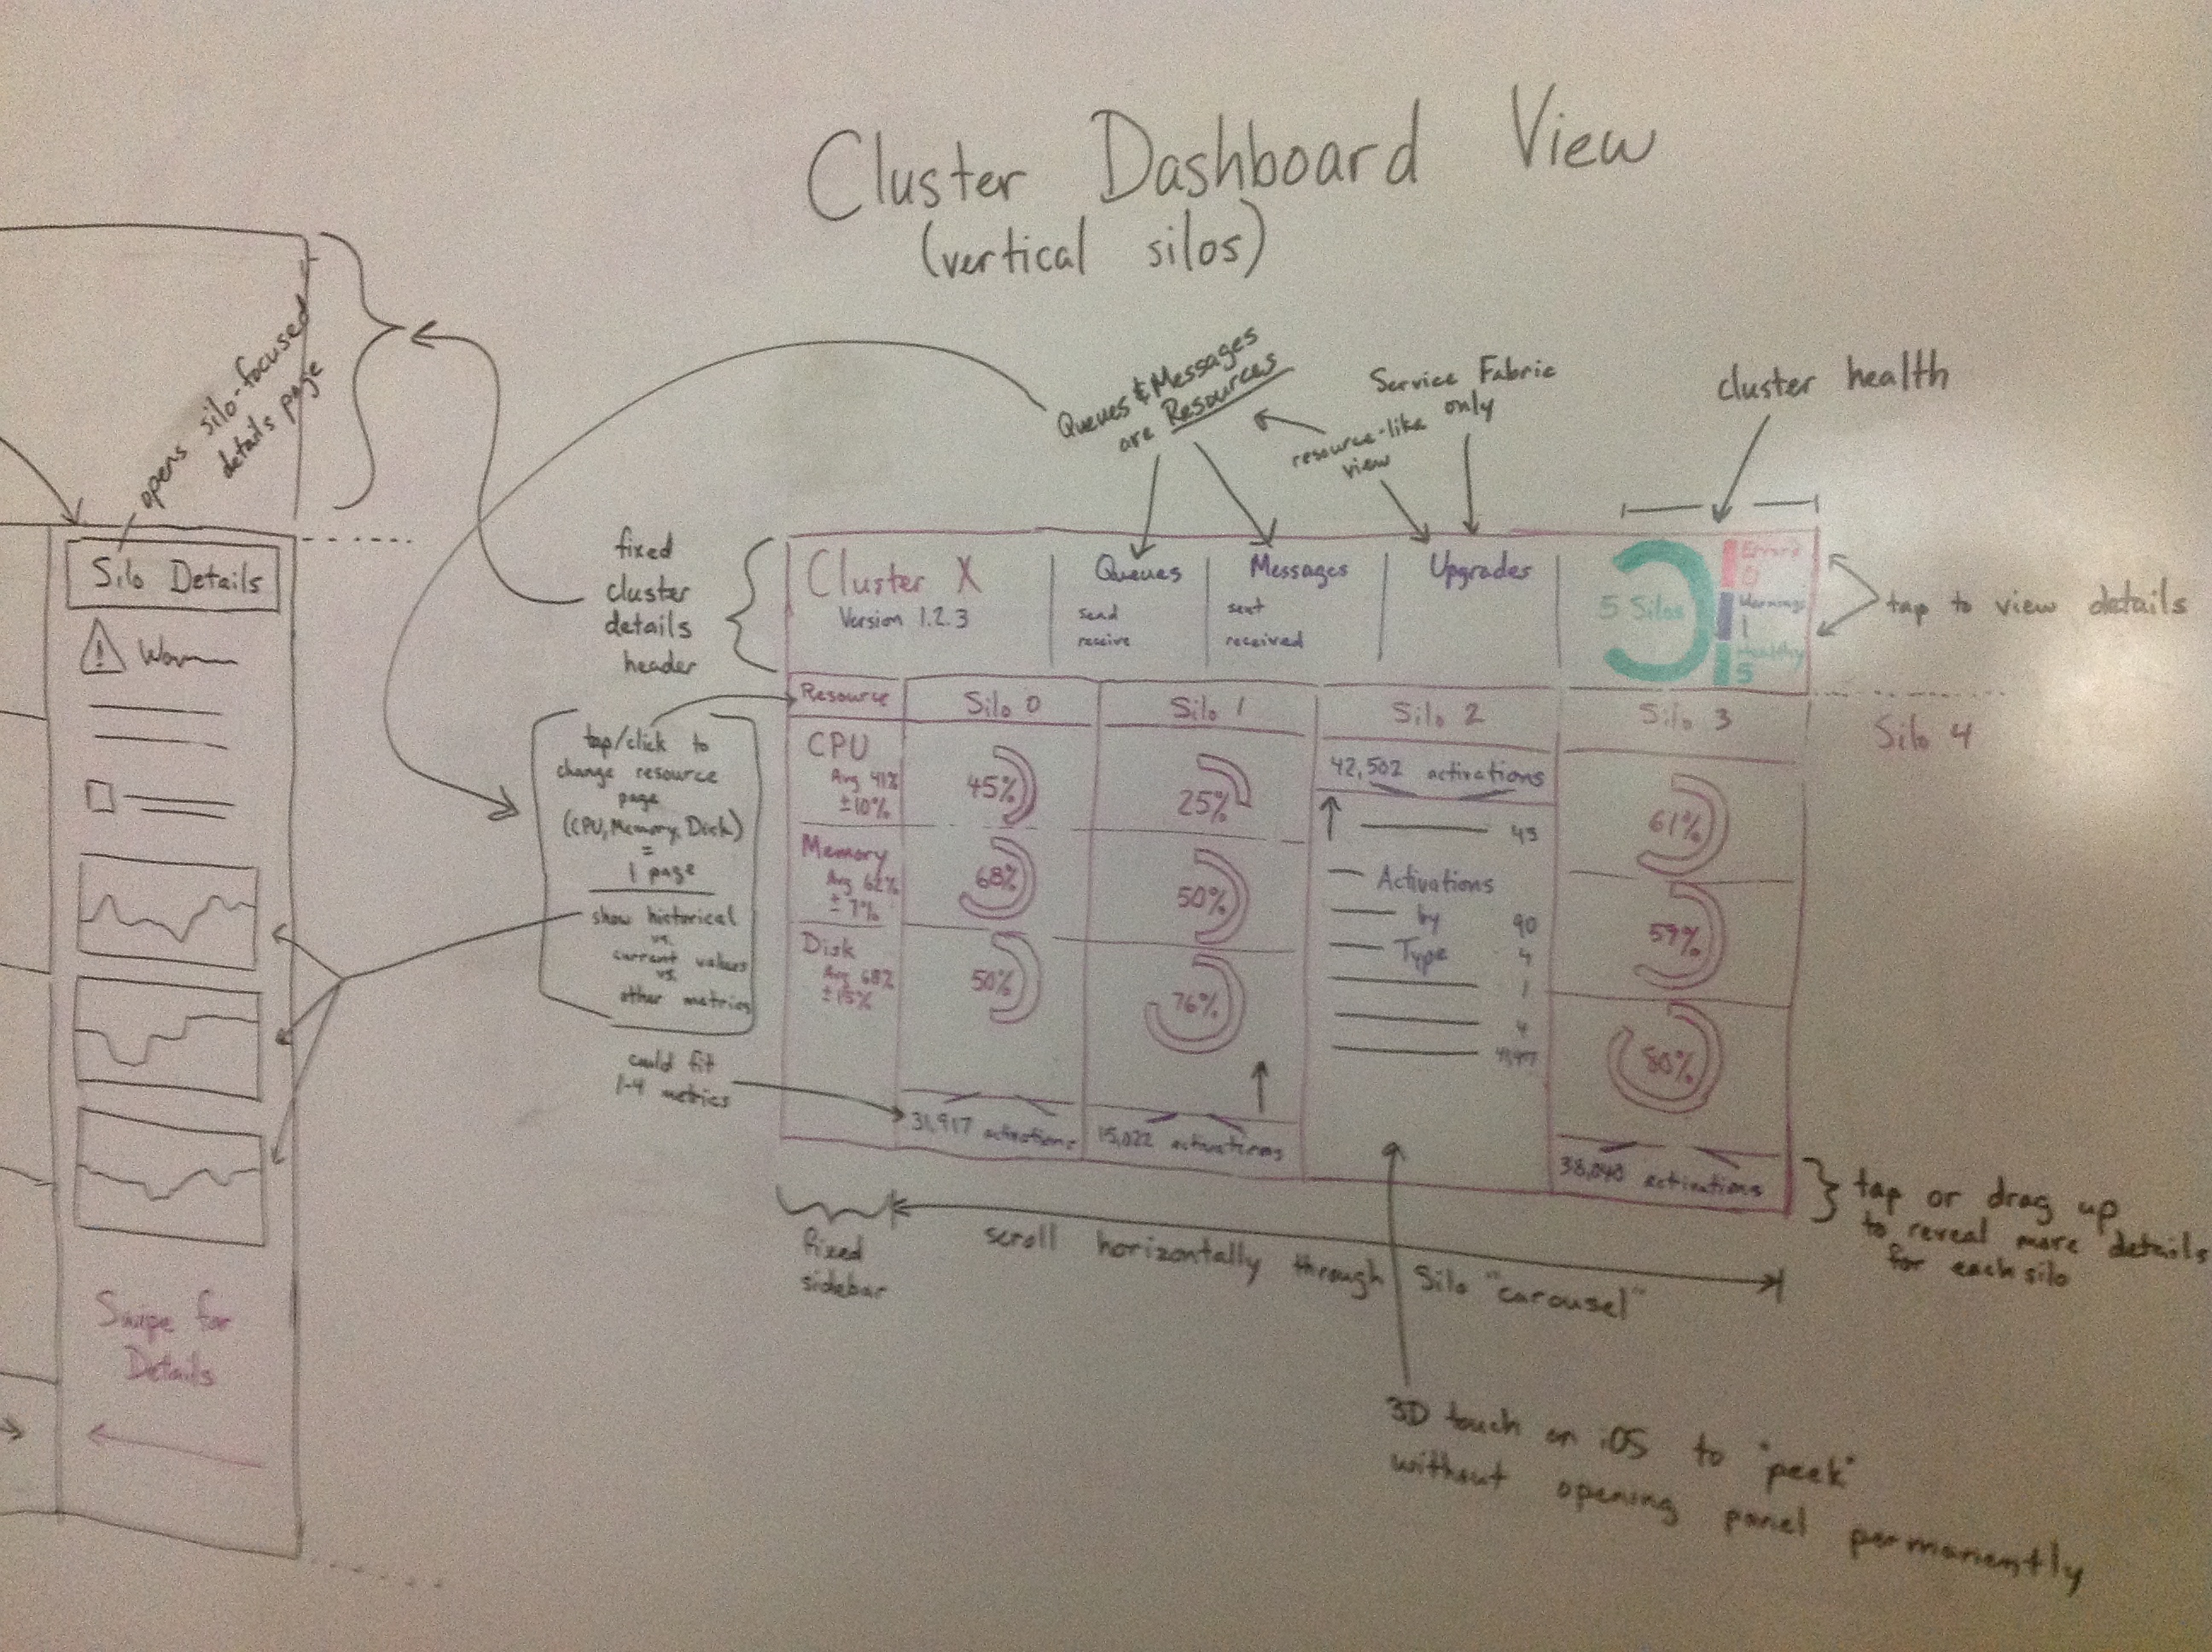 Cluster Dashboard View
(vertical silos)
opens silo-focused
details page
Silo Details
Swipe for
Details
Queues & Messages
are Resources
Service Fabric
only
resource-like
view
cluster health
fixed
cluster
details
header
Cluster X
Version 1.2.3
Queues
send
receive
Messages
sent
received
Upgrades
5 Silos
Errors
0
Warnings
1
Healthy
5
tap to view details
Resource
Silo 0
Silo 1
Silo 2
Silo 3
Silo 4
tap/click to
change resource
page
(CPU, Memory, Disk)
=
1 page
show historical
vs.
current values
vs.
other metrics
could fit
1-4 metrics
CPU
Avg 41%
±10%
45%
25%
61%
Memory
Avg 62%
±7%
68%
50%
59%
Disk
Avg 68%
±15%
50%
76%
80%
42,502 activations
45
Activations
by
Type
90
4
1
4
31,917 activations
15,022 activations
activations
tap or drag up
to reveal more details
for each silo
fixed
sidebar
scroll horizontally through Silo "carousel"
3D touch on iOS to "peek"
without opening panel permanently